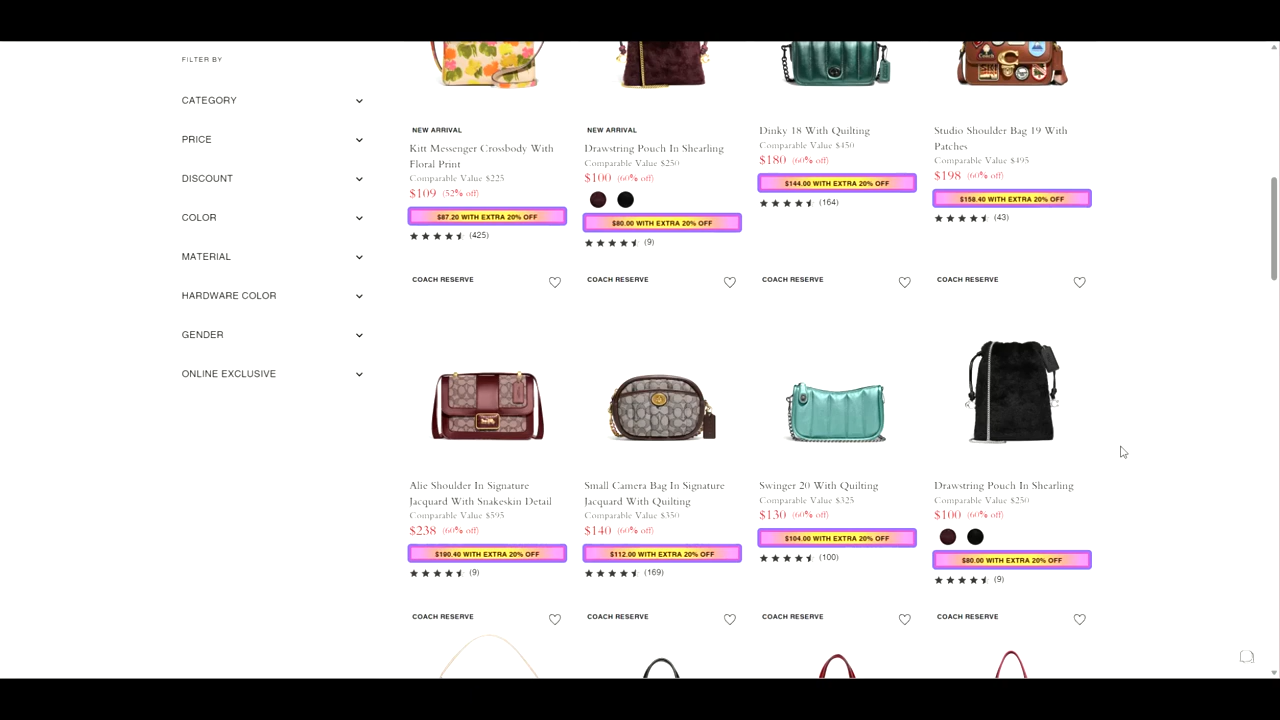 FILTER BY
CATEGORY
PRICE
DISCOUNT
COLOR
MATERIAL
HARDWARE COLOR
GENDER
ONLINE EXCLUSIVE
NEW ARRIVAL
Kitt Messenger Crossbody With
Floral Print
Comparable Value $225
$109 (52% off)
$87.20 WITH EXTRA 20% OFF
(425)
NEW ARRIVAL
Drawstring Pouch In Shearling
Comparable Value $250
$100 (60% off)
$80.00 WITH EXTRA 20% OFF
(9)
Dinky 18 With Quilting
Comparable Value $450
$180 (60% off)
$144.00 WITH EXTRA 20% OFF
(164)
Coach
Studio Shoulder Bag 19 With
Patches
Comparable Value $495
$198 (60% off)
$158.40 WITH EXTRA 20% OFF
(43)
COACH RESERVE
Alie Shoulder In Signature
Jacquard With Snakeskin Detail
Comparable Value $595
$238 (60% off)
$190.40 WITH EXTRA 20% OFF
(9)
COACH RESERVE
Small Camera Bag In Signature
Jacquard With Quilting
Comparable Value $350
$140 (60% off)
$112.00 WITH EXTRA 20% OFF
(169)
COACH RESERVE
Swinger 20 With Quilting
Comparable Value $325
$130 (60% off)
$104.00 WITH EXTRA 20% OFF
(100)
COACH RESERVE
Drawstring Pouch In Shearling
Comparable Value $250
$100 (60% off)
$80.00 WITH EXTRA 20% OFF
(9)
COACH RESERVE
COACH RESERVE
COACH RESERVE
COACH RESERVE